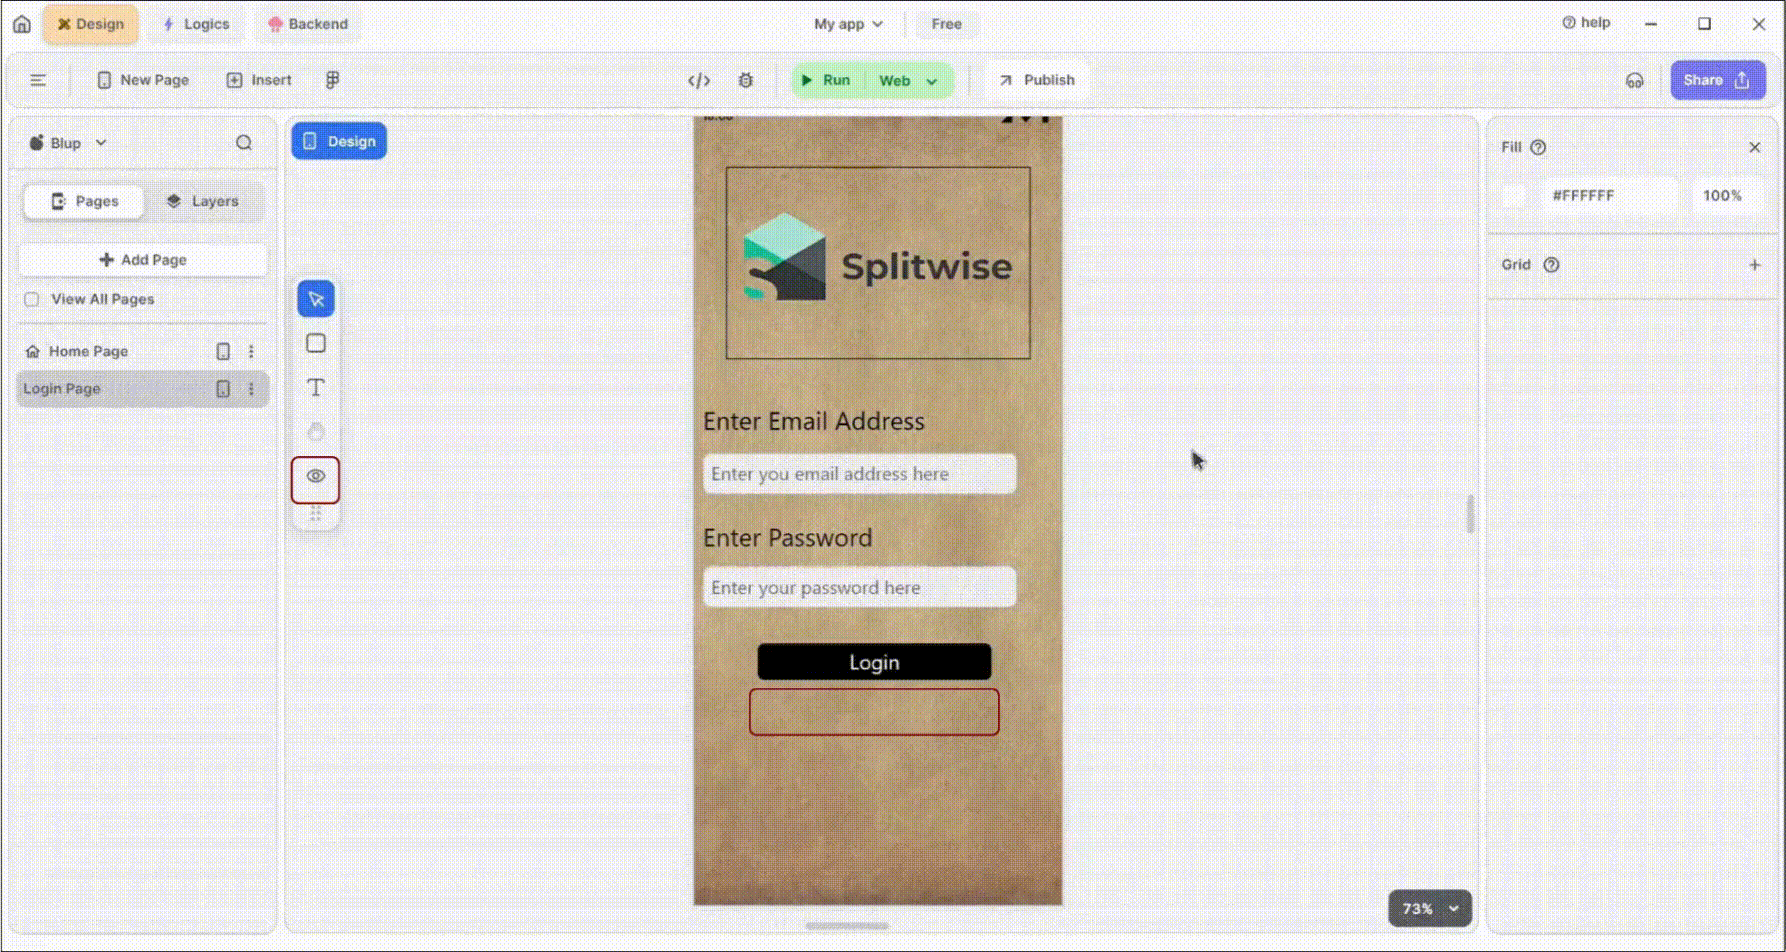 Design
Logics
Backend
My app
Free
help
New Page
Insert
Run
Web
Publish
Share
Blup
Pages
Layers
Add Page
View All Pages
Home Page
Login Page
Design
T
Splitwise
Enter Email Address
Enter you email address here
Enter Password
Enter your password here
Login
Fill
#FFFFFF
100%
Grid
73%